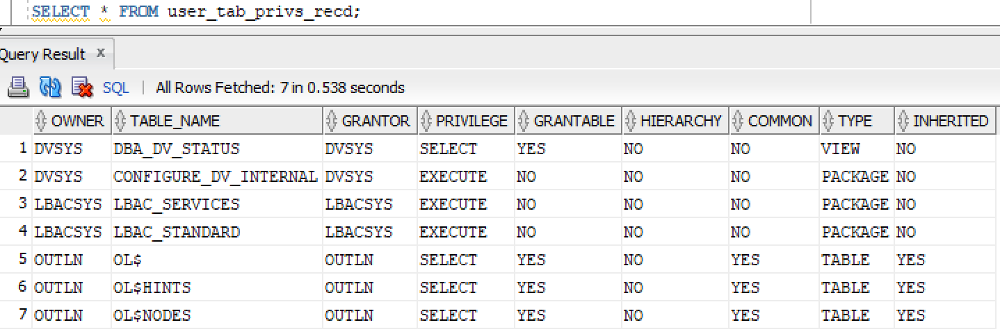 SELECT * FROM user_tab_privs_recd;
Query Result x
SQL | All Rows Fetched: 7 in 0.538 seconds
OWNER TABLE_NAME GRANTOR PRIVILEGE GRANTABLE HIERARCHY COMMON TYPE INHERITED
1 DVSYS DBA_DV_STATUS DVSYS SELECT YES NO NO VIEW NO
2 DVSYS CONFIGURE_DV_INTERNAL DVSYS EXECUTE NO NO NO PACKAGE NO
3 LBACSYS LBAC_SERVICES LBACSYS EXECUTE NO NO NO PACKAGE NO
4 LBACSYS LBAC_STANDARD LBACSYS EXECUTE NO NO NO PACKAGE NO
5 OUTLN OL$ OUTLN SELECT YES NO YES TABLE YES
6 OUTLN OL$HINTS OUTLN SELECT YES NO YES TABLE YES
7 OUTLN OL$NODES OUTLN SELECT YES NO YES TABLE YES